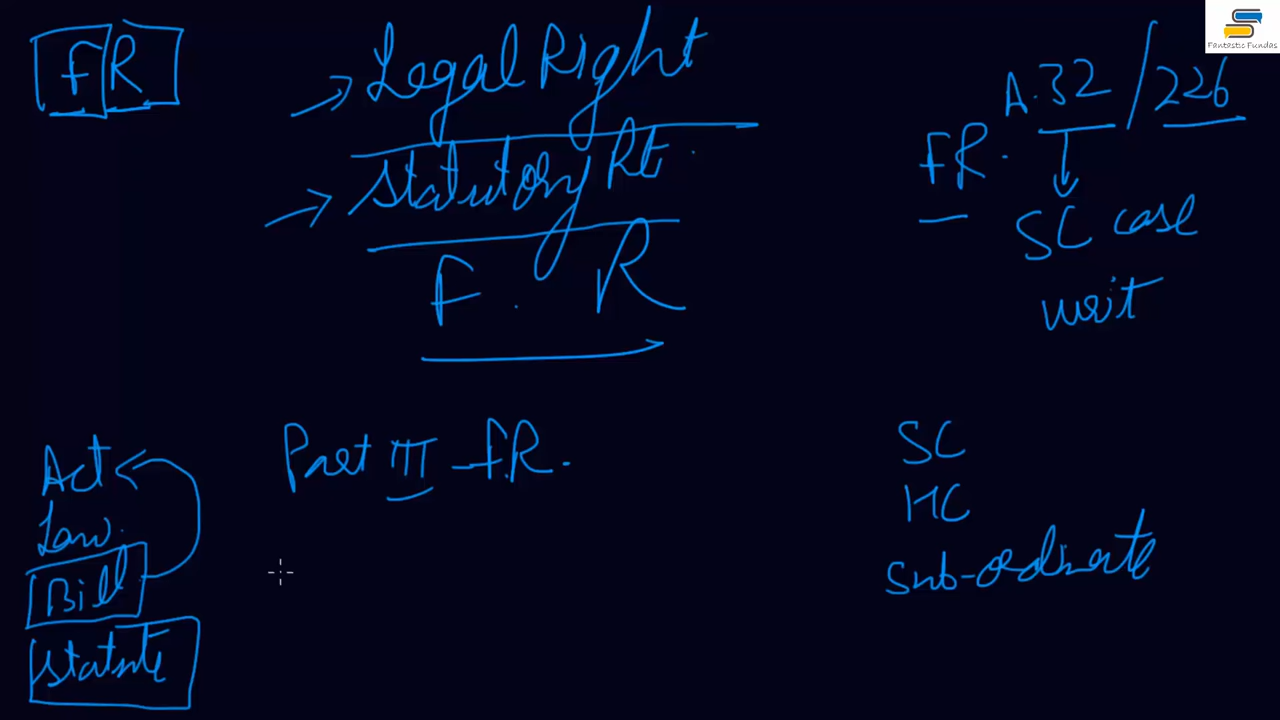 FR
Legal Right
Statutory Rt.
F. R
A. 32 / 226
FR.
SC case
writ
Part III - F.R.
Act
Law.
Bill
Statute
SC
HC
Sub-ordinate
Fantastic Fundas